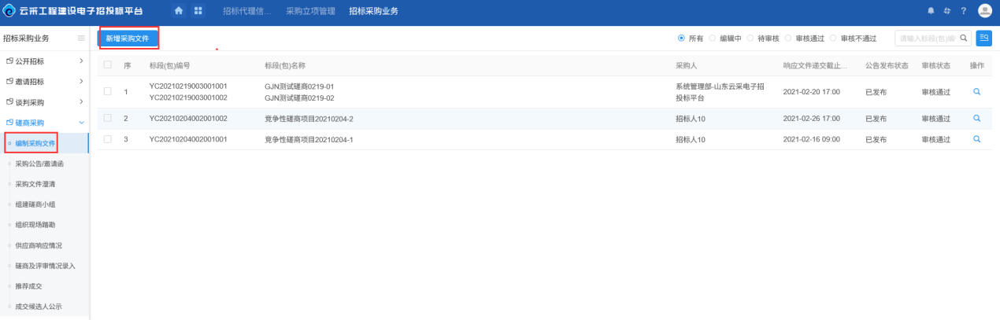 云采工程建设电子招投标平台
招标代理信... 采购立项管理 招标采购业务
?
招标采购业务
新增采购文件
所有 编辑中 待审核 审核通过 审核不通过
请输入标段(包)编
公开招标
邀请招标
谈判采购
磋商采购
编制采购文件
采购公告/邀请函
采购文件澄清
组建磋商小组
组织现场踏勘
供应商响应情况
磋商及评审情况录入
推荐成交
成交候选人公示
序 标段(包)编号 标段(包)名称 采购人 响应文件递交截止... 公告发布状态 审核状态 操作
1 YC20210219003001001 GJN测试磋商0219-01 系统管理部-山东云采电子招 2021-02-20 17:00 已发布 审核通过
YC20210219003001002 GJN测试磋商0219-02 投标平台
2 YC20210204002001002 竞争性磋商项目20210204-2 招标人10 2021-02-26 17:00 已发布 审核通过
3 YC20210204002001001 竞争性磋商项目20210204-1 招标人10 2021-02-16 09:00 已发布 审核通过